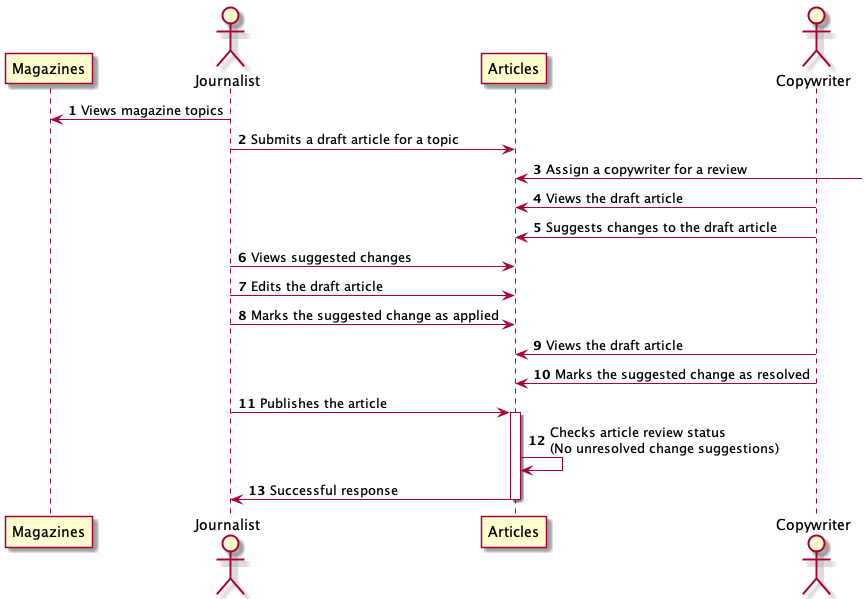 Magazines
Journalist
Articles
Copywriter
1 Views magazine topics
2 Submits a draft article for a topic
3 Assign a copywriter for a review
4 Views the draft article
5 Suggests changes to the draft article
6 Views suggested changes
7 Edits the draft article
8 Marks the suggested change as applied
9 Views the draft article
10 Marks the suggested change as resolved
11 Publishes the article
12 Checks article review status
(No unresolved change suggestions)
13 Successful response
Magazines
Journalist
Articles
Copywriter